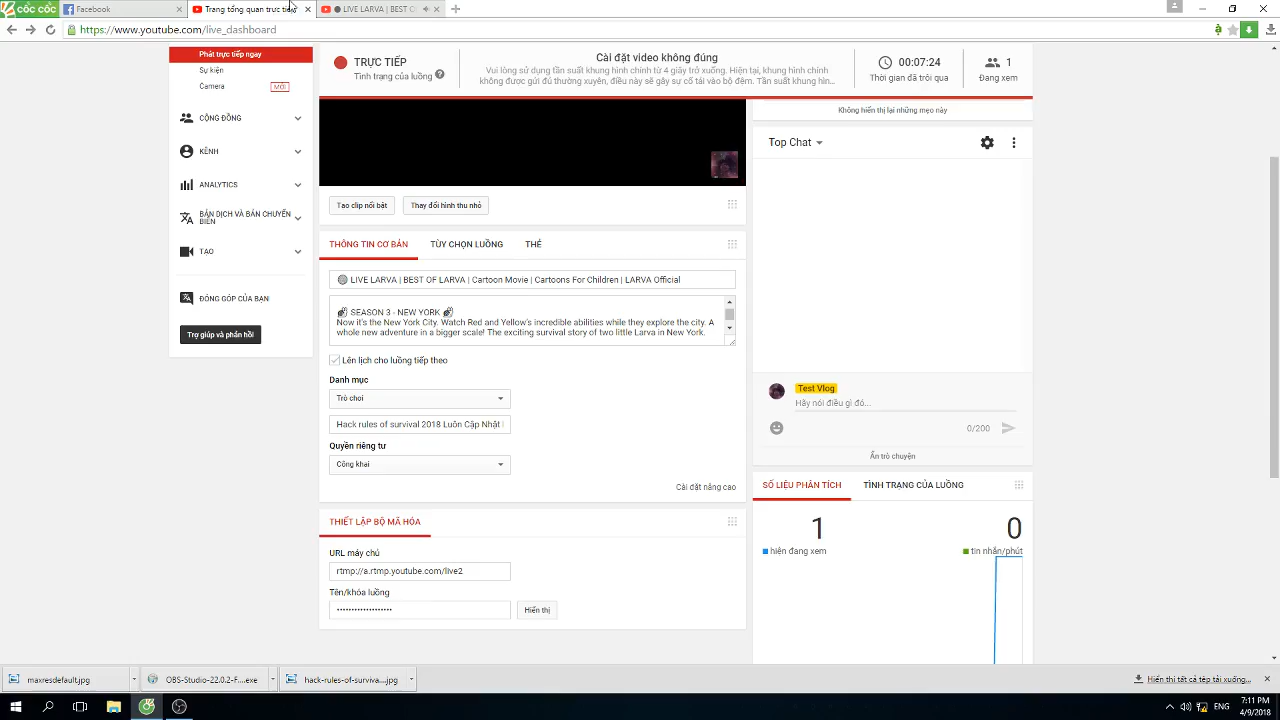 cốc cốc
Facebook
Trang tổng quan trực tiếp
LIVE LARVA | BEST OF
https://www.youtube.com/live_dashboard
Phát trực tiếp ngay
Sự kiện
Camera
MỚI
CỘNG ĐỒNG
KÊNH
ANALYTICS
BẢN DỊCH VÀ BẢN CHUYỂN BIÊN
TẠO
ĐÓNG GÓP CỦA BẠN
Trợ giúp và phản hồi
TRỰC TIẾP
Tình trạng của luồng
Cài đặt video không đúng
Vui lòng sử dụng tần suất khung hình chính từ 4 giây trở xuống. Hiện tại, khung hình chính
không được gửi đủ thường xuyên, điều này sẽ gây sự cố tải vào bộ đệm. Tần suất khung hìn...
00:07:24
Thời gian đã trôi qua
1
Đang xem
Tạo clip nổi bật
Thay đổi hình thu nhỏ
THÔNG TIN CƠ BẢN
TÙY CHỌN LUỒNG
THẺ
LIVE LARVA | BEST OF LARVA | Cartoon Movie | Cartoons For Children | LARVA Official
SEASON 3 - NEW YORK
Now it's the New York City. Watch Red and Yellow's incredible abilities while they explore the city. A
whole new adventure in a bigger scale! The exciting survival story of two little Larva in New York.
Lên lịch cho luồng tiếp theo
Danh mục
Trò chơi
Hack rules of survival 2018 Luôn Cập Nhật
Quyền riêng tư
Công khai
Cài đặt nâng cao
THIẾT LẬP BỘ MÃ HÓA
URL máy chủ
rtmp://a.rtmp.youtube.com/live2
Tên/khóa luồng
••••••••••••••••••
Hiển thị
Không hiển thị lại những mẹo này
Top Chat
Test Vlog
Hãy nói điều gì đó...
0/200
Ẩn trò chuyện
SỐ LIỆU PHÂN TÍCH
TÌNH TRẠNG CỦA LUỒNG
1
hiện đang xem
0
tin nhắn/phút
maxresdefault.jpg
OBS-Studio-22.0.2-F....exe
hack-rules-of-surviva....jpg
Hiển thị tất cả tệp tải xuống...
ENG
7:11 PM
4/9/2018